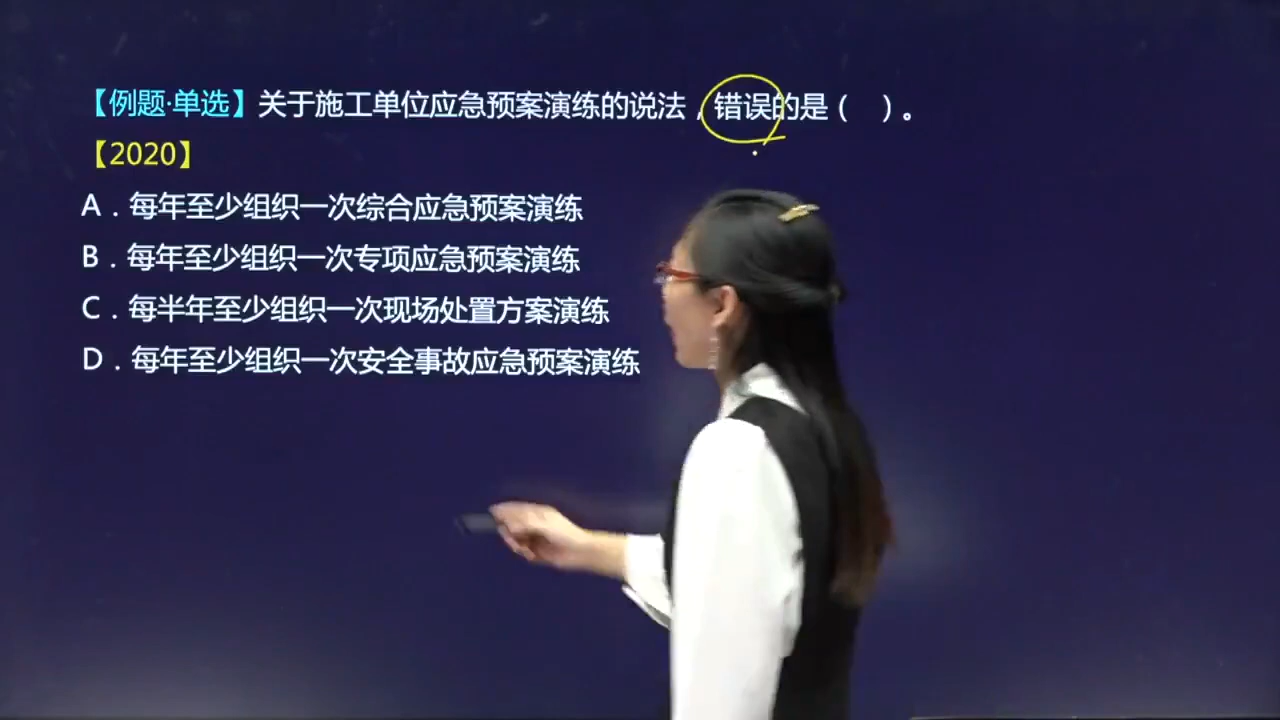 【例题·单选】关于施工单位应急预案演练的说法，错误的是（ ）。
【2020】
A．每年至少组织一次综合应急预案演练
B．每年至少组织一次专项应急预案演练
C．每半年至少组织一次现场处置方案演练
D．每年至少组织一次安全事故应急预案演练